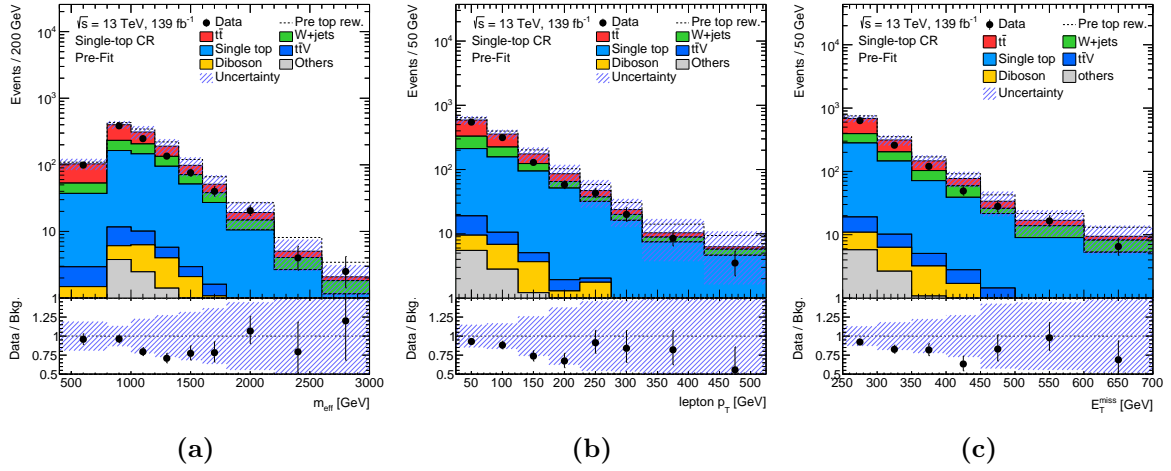 Events / 200 GeV
√s = 13 TeV, 139 fb⁻¹
Single-top CR
Pre-Fit
Data
Pre top rew.
tt̄
W+jets
Single top
tt̄V
Diboson
Others
Uncertainty
10⁴
10³
10²
10
1
Data / Bkg.
1.25
1
0.75
0.5
500 1000 1500 2000 2500 3000
m_eff [GeV]
(a)
Events / 50 GeV
√s = 13 TeV, 139 fb⁻¹
Single-top CR
Pre-Fit
Data
Pre top rew.
tt̄
W+jets
Single top
tt̄V
Diboson
Others
Uncertainty
10⁴
10³
10²
10
1
Data / Bkg.
1.25
1
0.75
0.5
50 100 150 200 250 300 350 400 450 500
lepton p_T [GeV]
(b)
Events / 50 GeV
√s = 13 TeV, 139 fb⁻¹
Single-top CR
Pre-Fit
Data
Pre top rew.
tt̄
W+jets
Single top
tt̄V
Diboson
others
Uncertainty
10⁴
10³
10²
10
1
Data / Bkg.
1.25
1
0.75
0.5
250 300 350 400 450 500 550 600 650 700
E_T^miss [GeV]
(c)